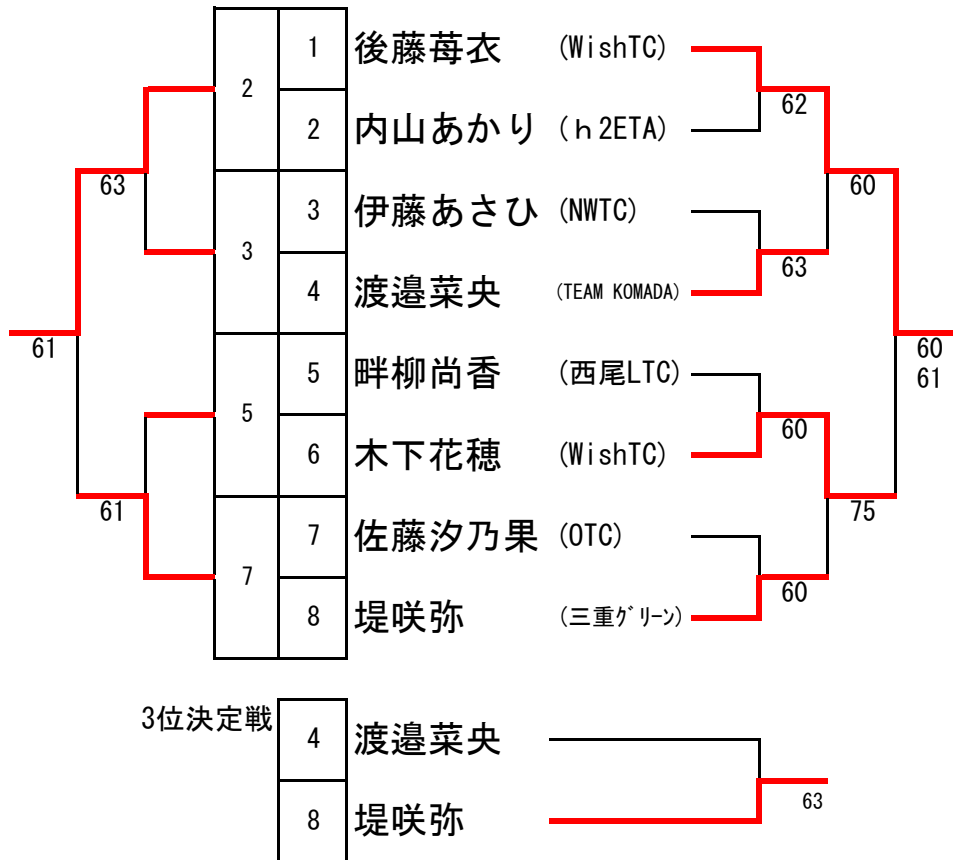 1 後藤苺衣 (WishTC)
2 62
2 内山あかり (ｈ2ETA)
63 60
3 伊藤あさひ (NWTC)
3 63
4 渡邉菜央 (TEAM KOMADA)
61 60
61
5 畔柳尚香 (西尾LTC)
5 60
6 木下花穂 (WishTC)
61 75
7 佐藤汐乃果 (OTC)
7 60
8 堤咲弥 (三重ｸﾞﾘｰﾝ)
3位決定戦
4 渡邉菜央
63
8 堤咲弥